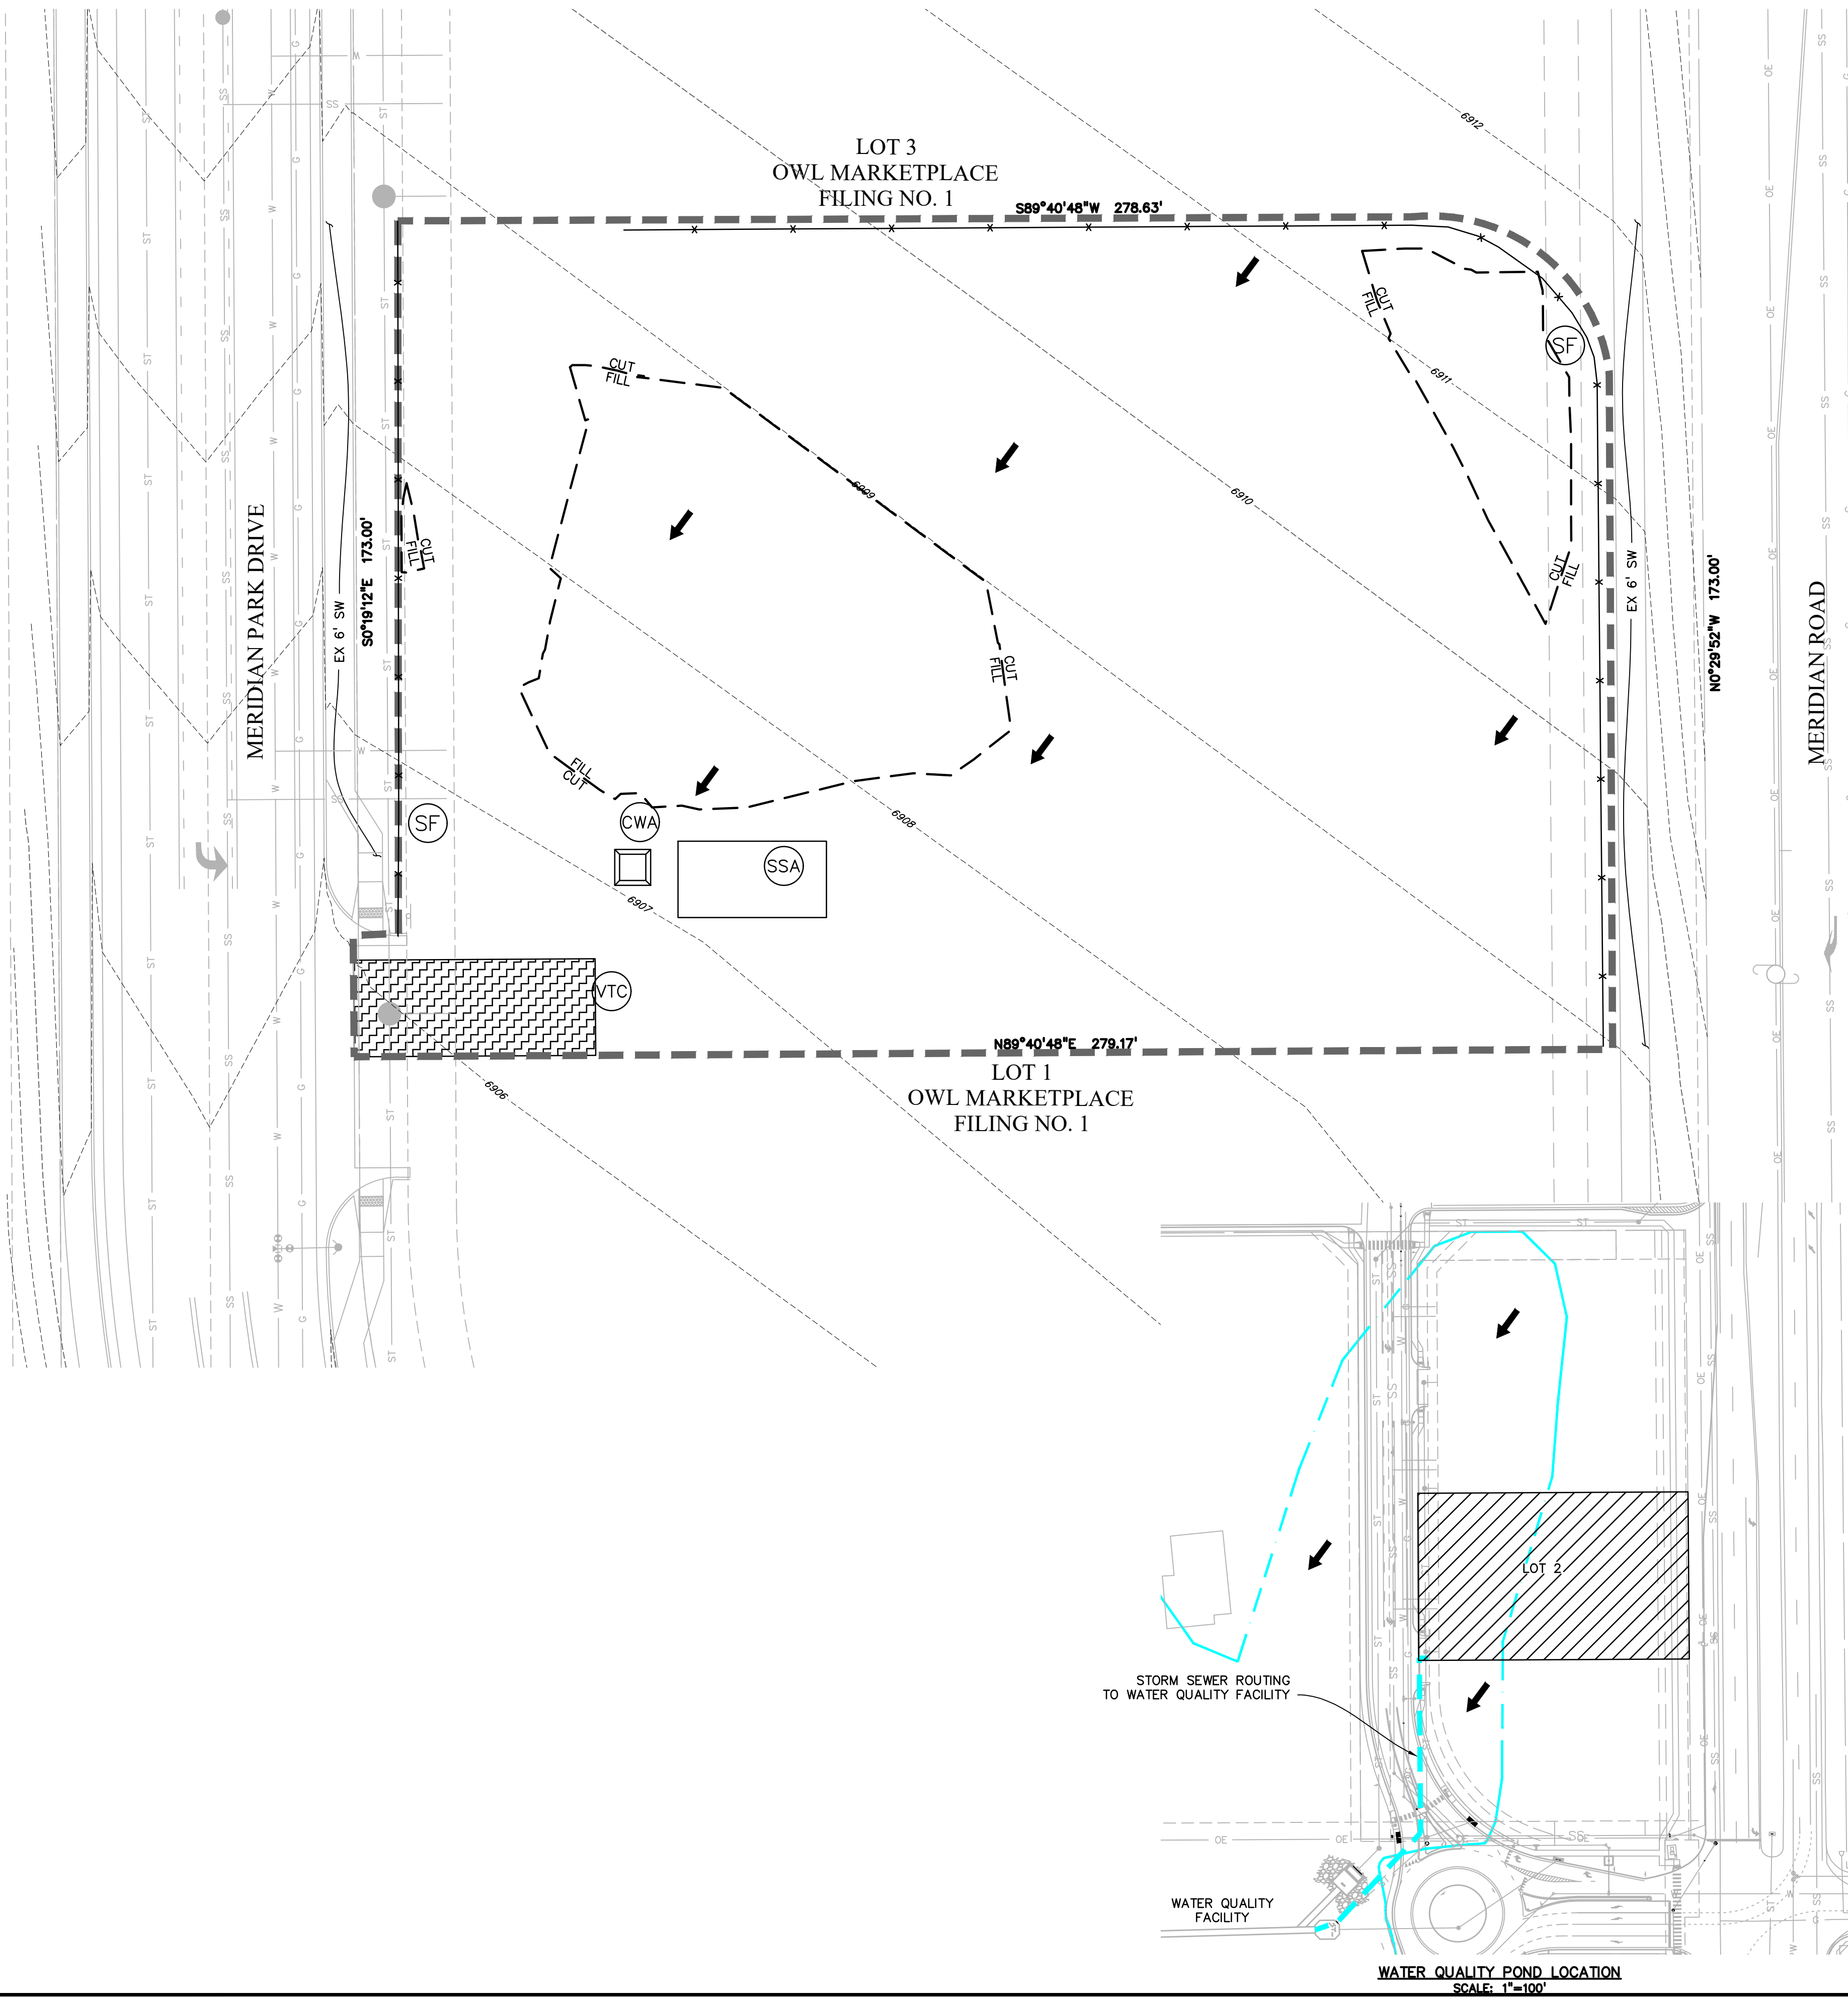 LOT 3
OWL MARKETPLACE
FILING NO. 1
S89°40'48"W 278.63'
6912
CUT
FILL
SF
6911
CUT
FILL
6909
6910
MERIDIAN PARK DRIVE
EX 6' SW
S0°19'12"E 173.00'
CUT
FILL
CUT
FILL
CUT
FILL
EX 6' SW
N0°29'52"W 173.00'
MERIDIAN ROAD
FILL
CUT
SF
CWA
SSA
6908
6907
VTC
N89°40'48"E 279.17'
LOT 1
OWL MARKETPLACE
FILING NO. 1
6906
LOT 2
STORM SEWER ROUTING
TO WATER QUALITY FACILITY
WATER QUALITY
FACILITY
WATER QUALITY POND LOCATION
SCALE: 1"=100'